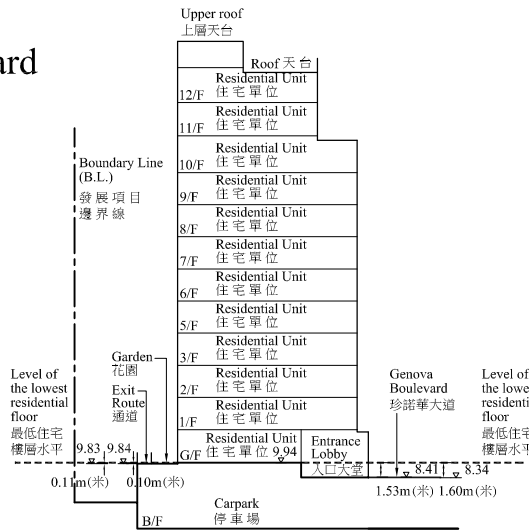 ard
Upper roof
上層天台
Roof 天台
12/F Residential Unit
住宅單位
11/F Residential Unit
住宅單位
10/F Residential Unit
住宅單位
9/F Residential Unit
住宅單位
8/F Residential Unit
住宅單位
7/F Residential Unit
住宅單位
6/F Residential Unit
住宅單位
5/F Residential Unit
住宅單位
3/F Residential Unit
住宅單位
2/F Residential Unit
住宅單位
1/F Residential Unit
住宅單位
G/F Residential Unit
住宅單位 9.94
Entrance
Lobby
入口大堂
Boundary Line
(B.L.)
發展項目
邊界線
Garden
花園
Exit
Route
通道
Level of
the lowest
residential
floor
最低住宅
樓層水平
9.83 9.84
0.11m(米) 0.10m(米)
Genova
Boulevard
珍諾華大道
8.41 8.34
1.53m(米) 1.60m(米)
Level of
the lowes
residenti
floor
最低住宅
樓層水平
Carpark
停車場
B/F